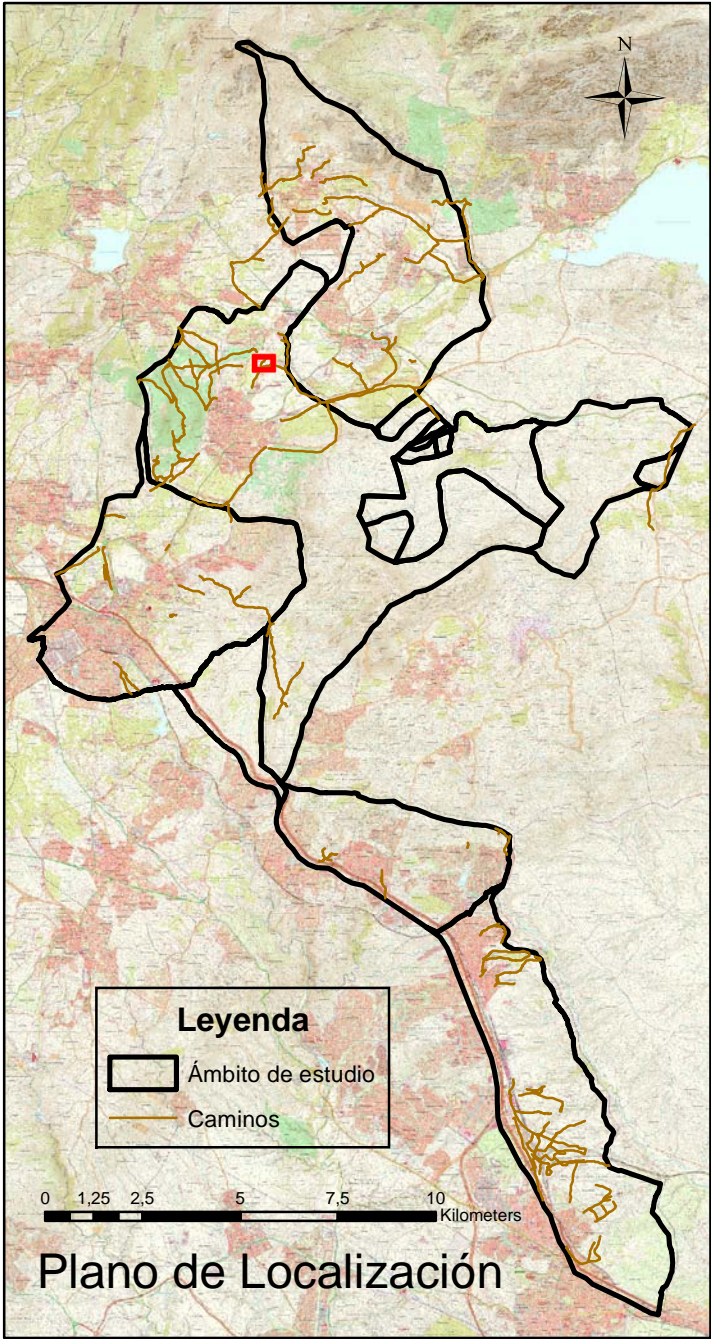 N
Leyenda
Ámbito de estudio
Caminos
0 1,25 2,5 5 7,5 10
Kilometers
Plano de Localización